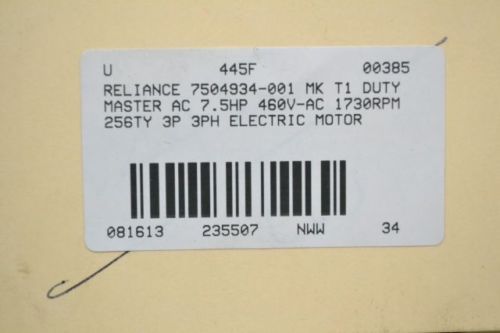 U 445F 00385
RELIANCE 7504934-001 MK T1 DUTY
MASTER AC 7.5HP 460V-AC 1730RPM
256TY 3P 3PH ELECTRIC MOTOR
081613 235507 NWW 34